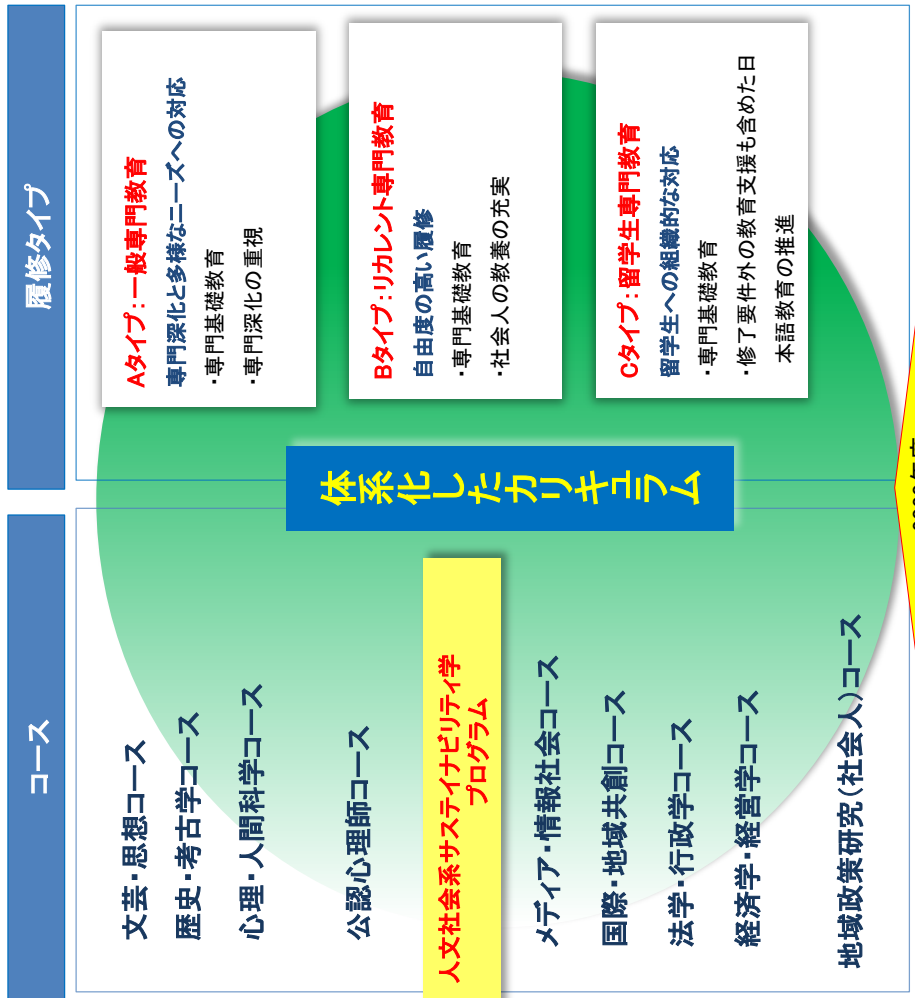 コース
文芸・思想コース
歴史・考古学コース
心理・人間科学コース
公認心理師コース
人文社会系サステイナビリティ学
プログラム
メディア・情報社会コース
国際・地域共創コース
法学・行政学コース
経済学・経営学コース
地域政策研究(社会人)コース
体系化したカリキュラム
履修タイプ
Aタイプ:一般専門教育
専門深化と多様なニーズへの対応
・専門基礎教育
・専門深化の重視
Bタイプ:リカレント専門教育
自由度の高い履修
・専門基礎教育
・社会人の教養の充実
Cタイプ:留学生専門教育
留学生への組織的な対応
・専門基礎教育
・修了要件外の教育支援も含めた日
本語教育の推進